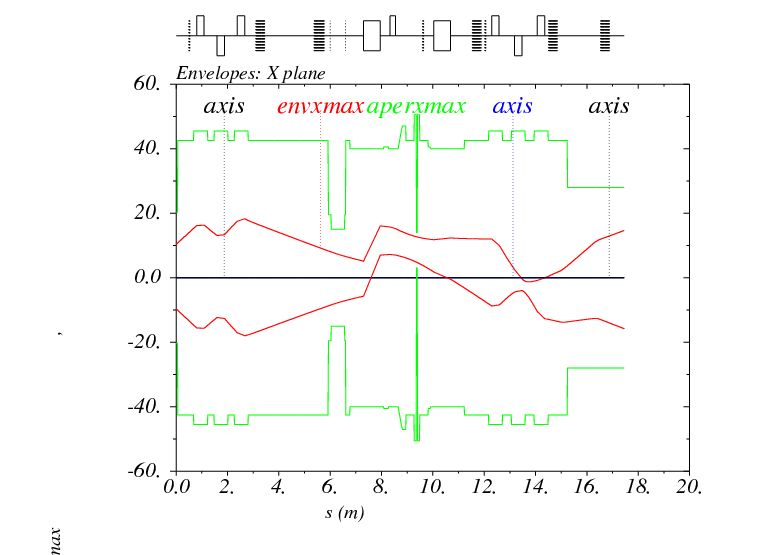 Envelopes: X plane
60.
axis envxmax aperxmax axis axis
40.
20.
0.0
-20.
,
-40.
-60.
0.0 2. 4. 6. 8. 10. 12. 14. 16. 18. 20.
s (m)
max